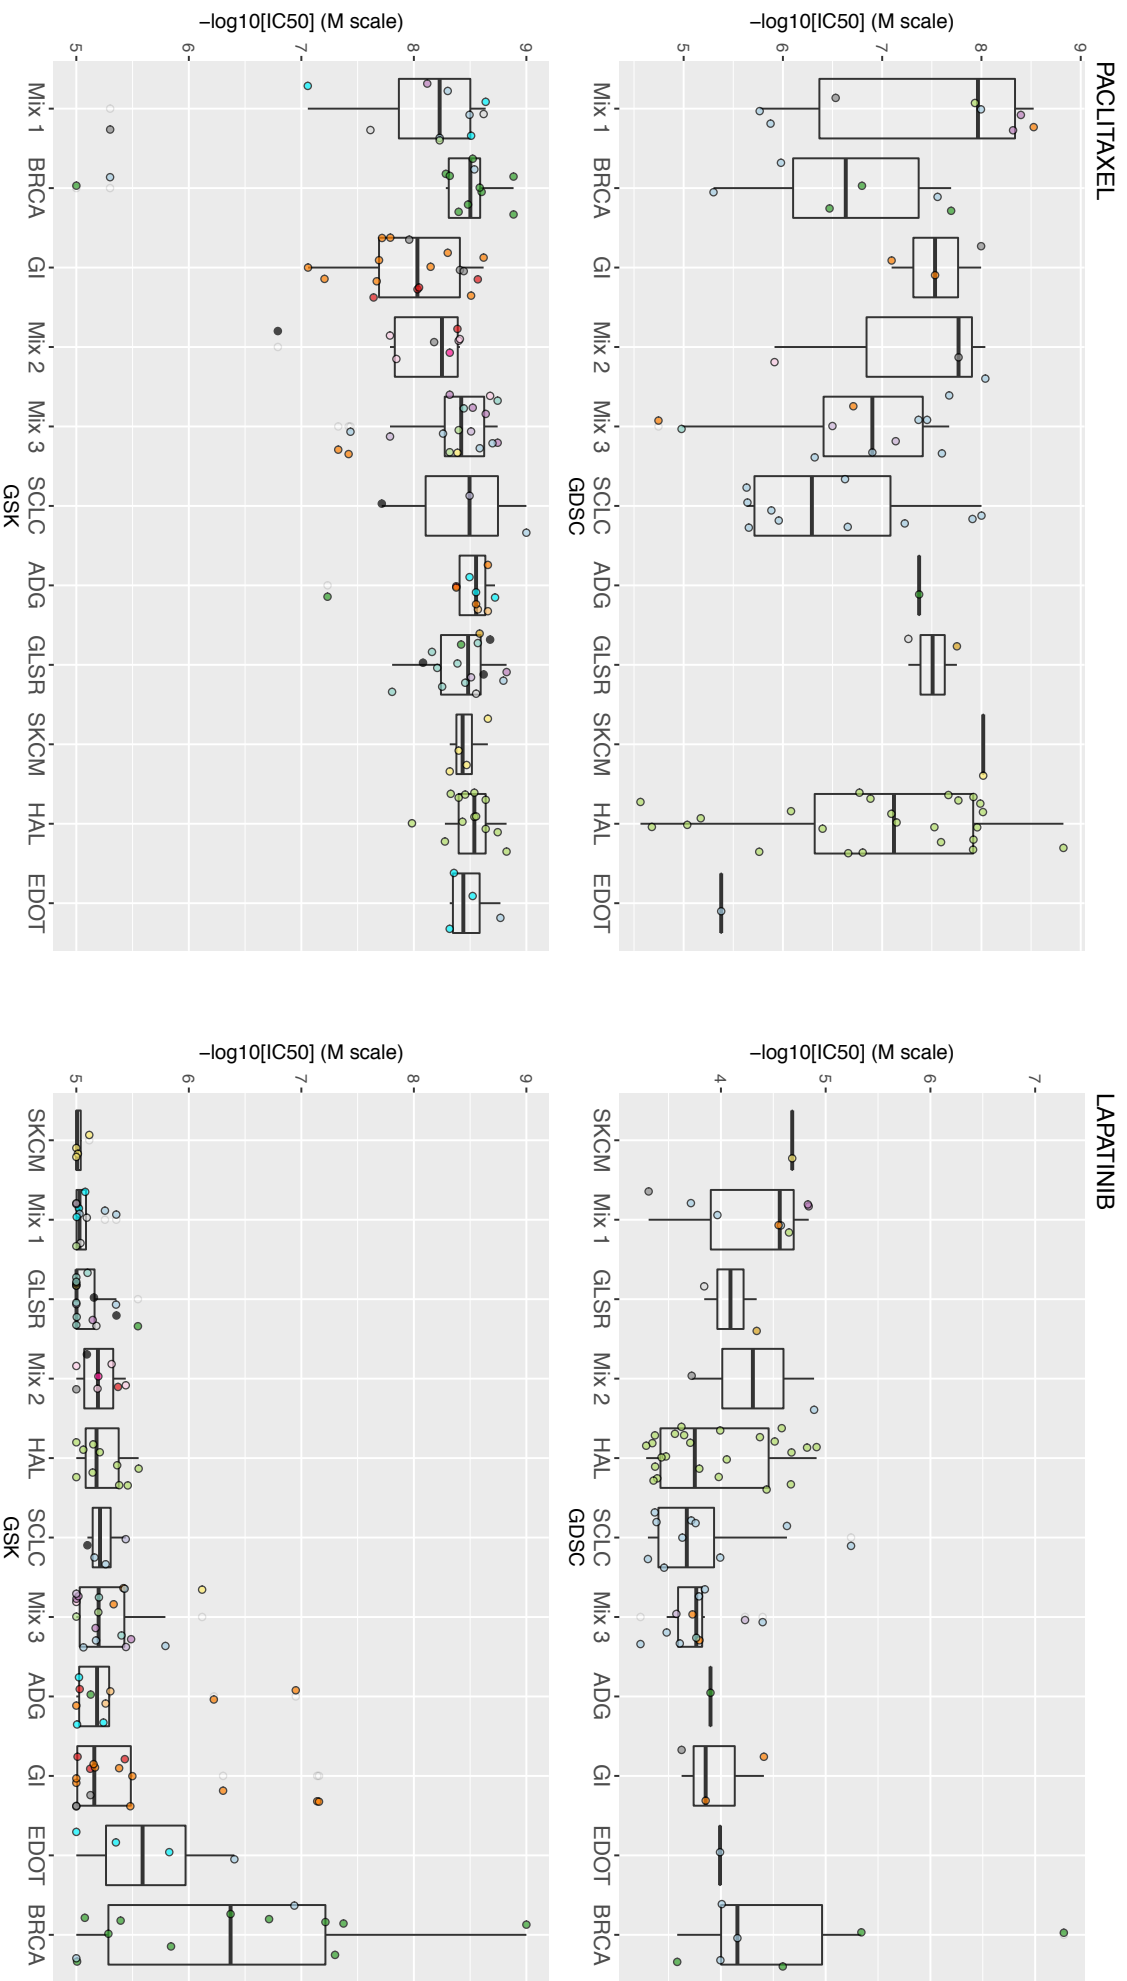 PACLITAXEL
9
8
7
6
5
−log10[IC50] (M scale)
Mix 1 BRCA GI Mix 2 Mix 3 SCLC ADG GLSR SKCM HAL EDOT
GDSC
9
8
7
6
5
−log10[IC50] (M scale)
Mix 1 BRCA GI Mix 2 Mix 3 SCLC ADG GLSR SKCM HAL EDOT
GSK
LAPATINIB
7
6
5
4
−log10[IC50] (M scale)
SKCM Mix 1 GLSR Mix 2 HAL SCLC Mix 3 ADG GI EDOT BRCA
GDSC
9
8
7
6
5
−log10[IC50] (M scale)
SKCM Mix 1 GLSR Mix 2 HAL SCLC Mix 3 ADG GI EDOT BRCA
GSK